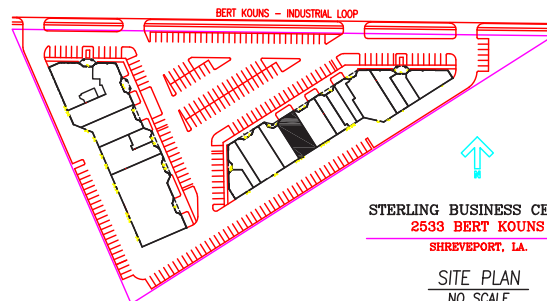 BERT KOUNS - INDUSTRIAL LOOP
STERLING BUSINESS CE
2533 BERT KOUNS
SHREVEPORT, LA.
SITE PLAN
NO SCALE